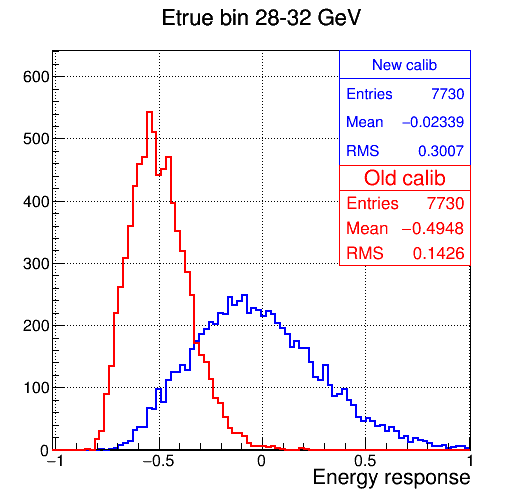 Etrue bin 28-32 GeV
New calib
Entries 7730
Mean −0.02339
RMS 0.3007
Old calib
Entries 7730
Mean −0.4948
RMS 0.1426
600
500
400
300
200
100
0
−1 −0.5 0 0.5 1
Energy response